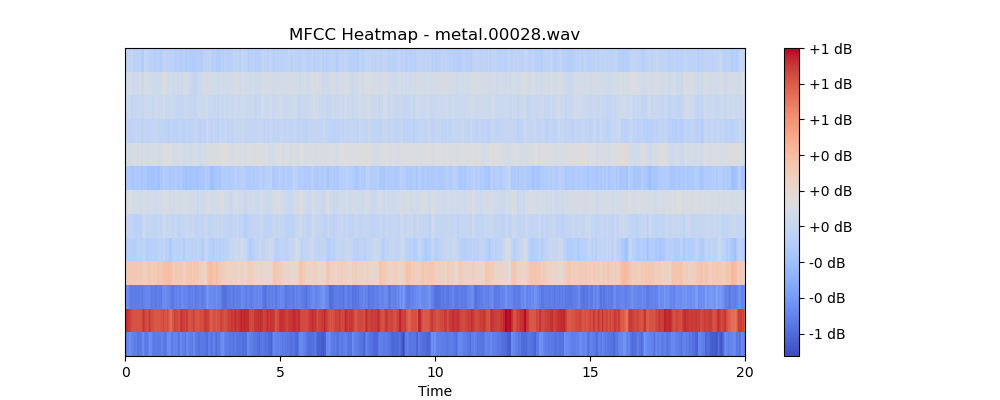 MFCC Heatmap - metal.00028.wav
+1 dB
+1 dB
+1 dB
+0 dB
+0 dB
+0 dB
-0 dB
-0 dB
-1 dB
0 5 10 15 20
Time